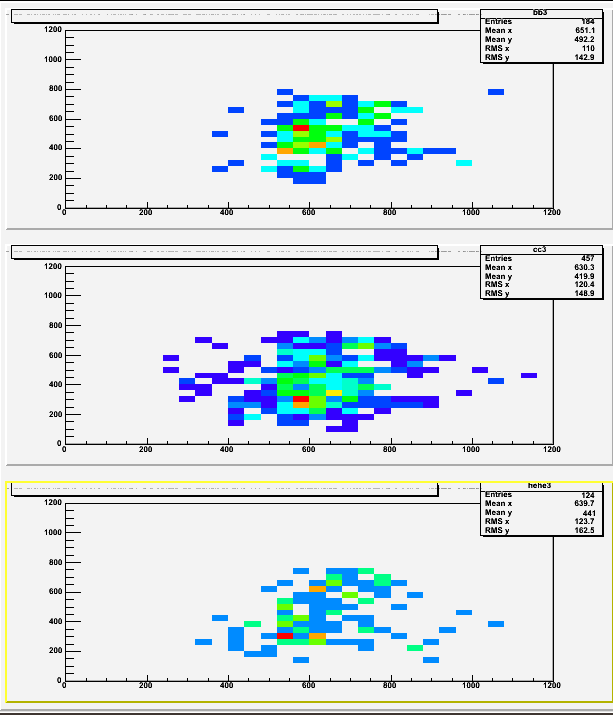 bb3
Entries 184
Mean x 651.1
Mean y 492.2
RMS x 110
RMS y 142.9
1200
1000
800
600
400
200
0
0 200 400 600 800 1000 1200
cc3
Entries 457
Mean x 630.3
Mean y 419.9
RMS x 120.4
RMS y 148.9
1200
1000
800
600
400
200
0
0 200 400 600 800 1000 1200
hehe3
Entries 124
Mean x 639.7
Mean y 441
RMS x 123.7
RMS y 162.5
1200
1000
800
600
400
200
0
0 200 400 600 800 1000 1200